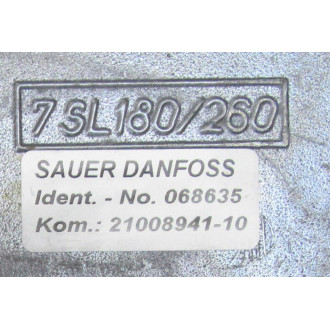 7 SL180/260
SAUER DANFOSS
Ident. - No. 068635
Kom.: 21008941-10